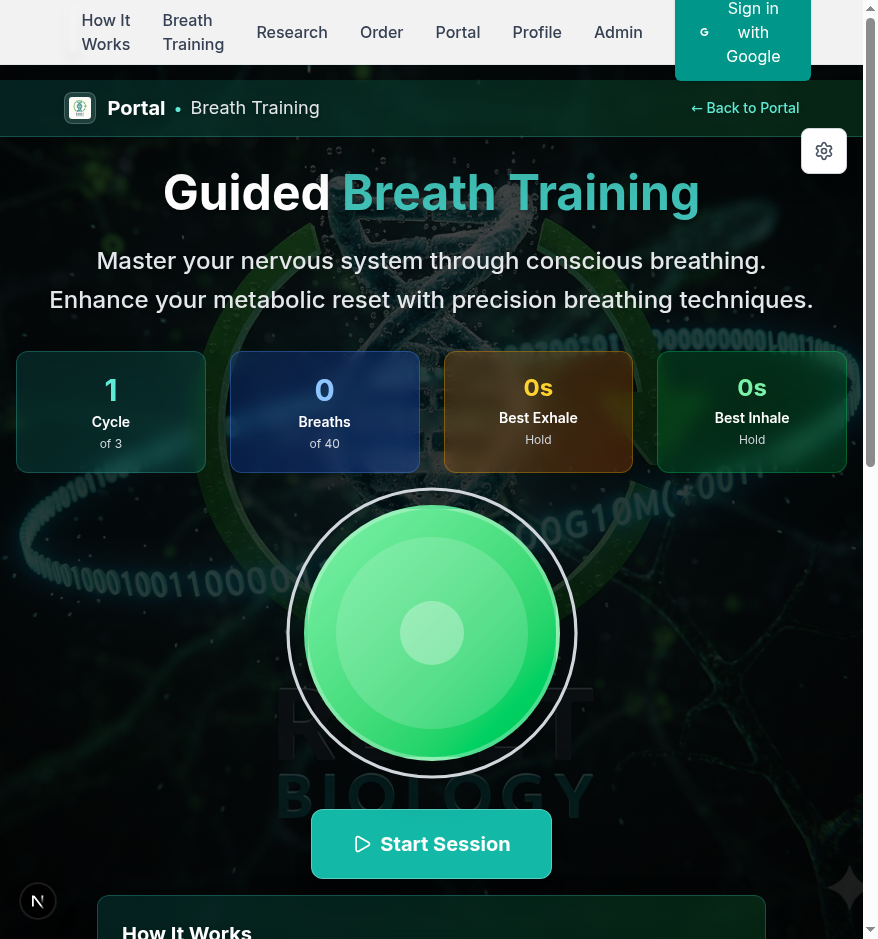 How It
Works
Breath
Training
Research
Order
Portal
Profile
Admin
G
Sign in
with
Google
Portal • Breath Training
← Back to Portal
Guided Breath Training
Master your nervous system through conscious breathing.
Enhance your metabolic reset with precision breathing techniques.
1
Cycle
of 3
0
Breaths
of 40
0s
Best Exhale
Hold
0s
Best Inhale
Hold
BIOLOGY
Start Session
N
How It Works